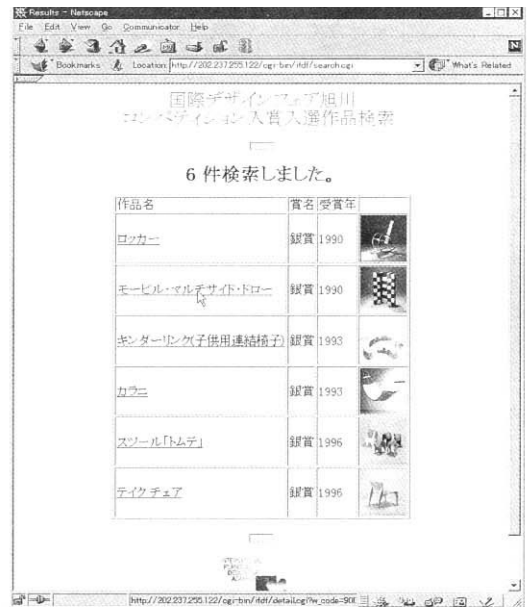 Results - Netscape
File Edit View Go Communicator Help
Bookmarks Location http://202.237.255.122/cgi-bin/ifdf/search.cgi What's Related
国際デザインフェア旭川
コンペティション入賞入選作品検索
6 件検索しました。
作品名 賞名 受賞年
ロッカー 銀賞 1990
モービル・マルチサイド・ドロー 銀賞 1990
キンダーリンク(子供用連結椅子) 銀賞 1993
カラニ 銀賞 1993
スツール「トムテ」 銀賞 1996
テイク チェア 銀賞 1996
http://202.237.255.122/cgi-bin/ifdf/detail.cgi?w_code=90